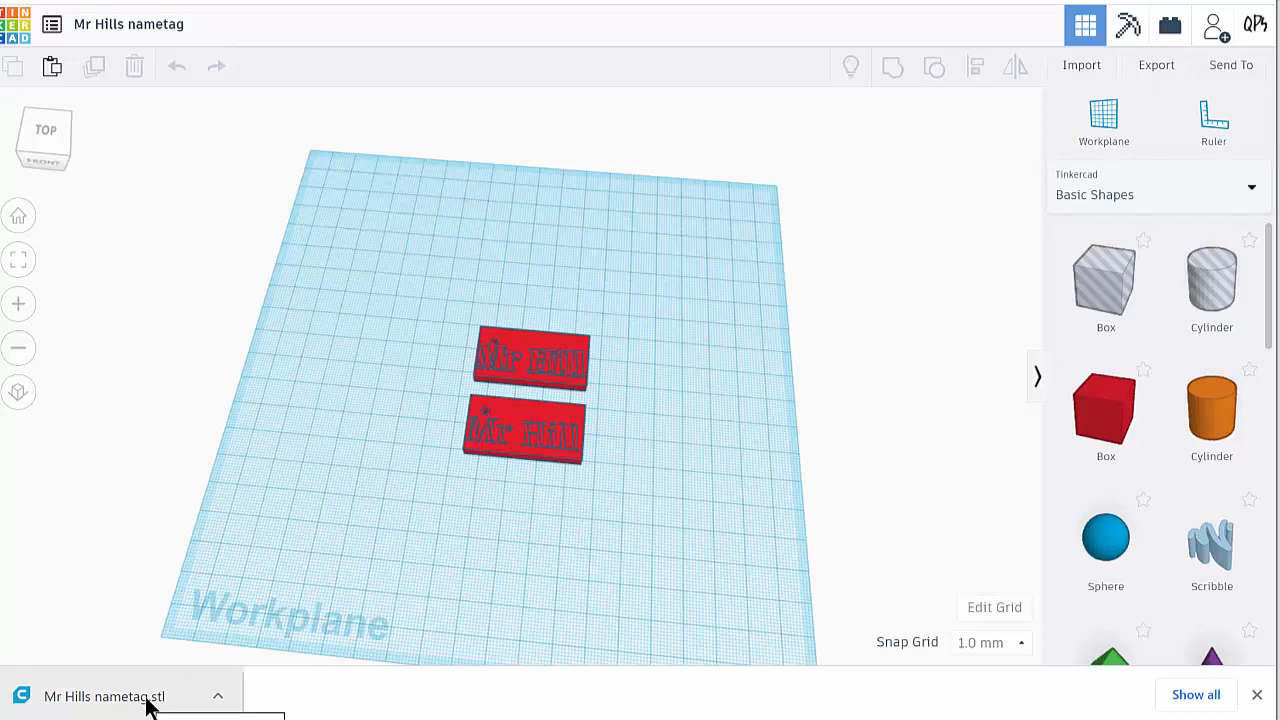 TIN
KER
CAD
Mr Hills nametag
Import
Export
Send To
TOP
FRONT
Workplane
Ruler
Tinkercad
Basic Shapes
Box
Cylinder
Box
Cylinder
Sphere
Scribble
Mr Hill
Mr Hill
Workplane
Edit Grid
Snap Grid
1.0 mm
Mr Hills nametag.stl
Show all